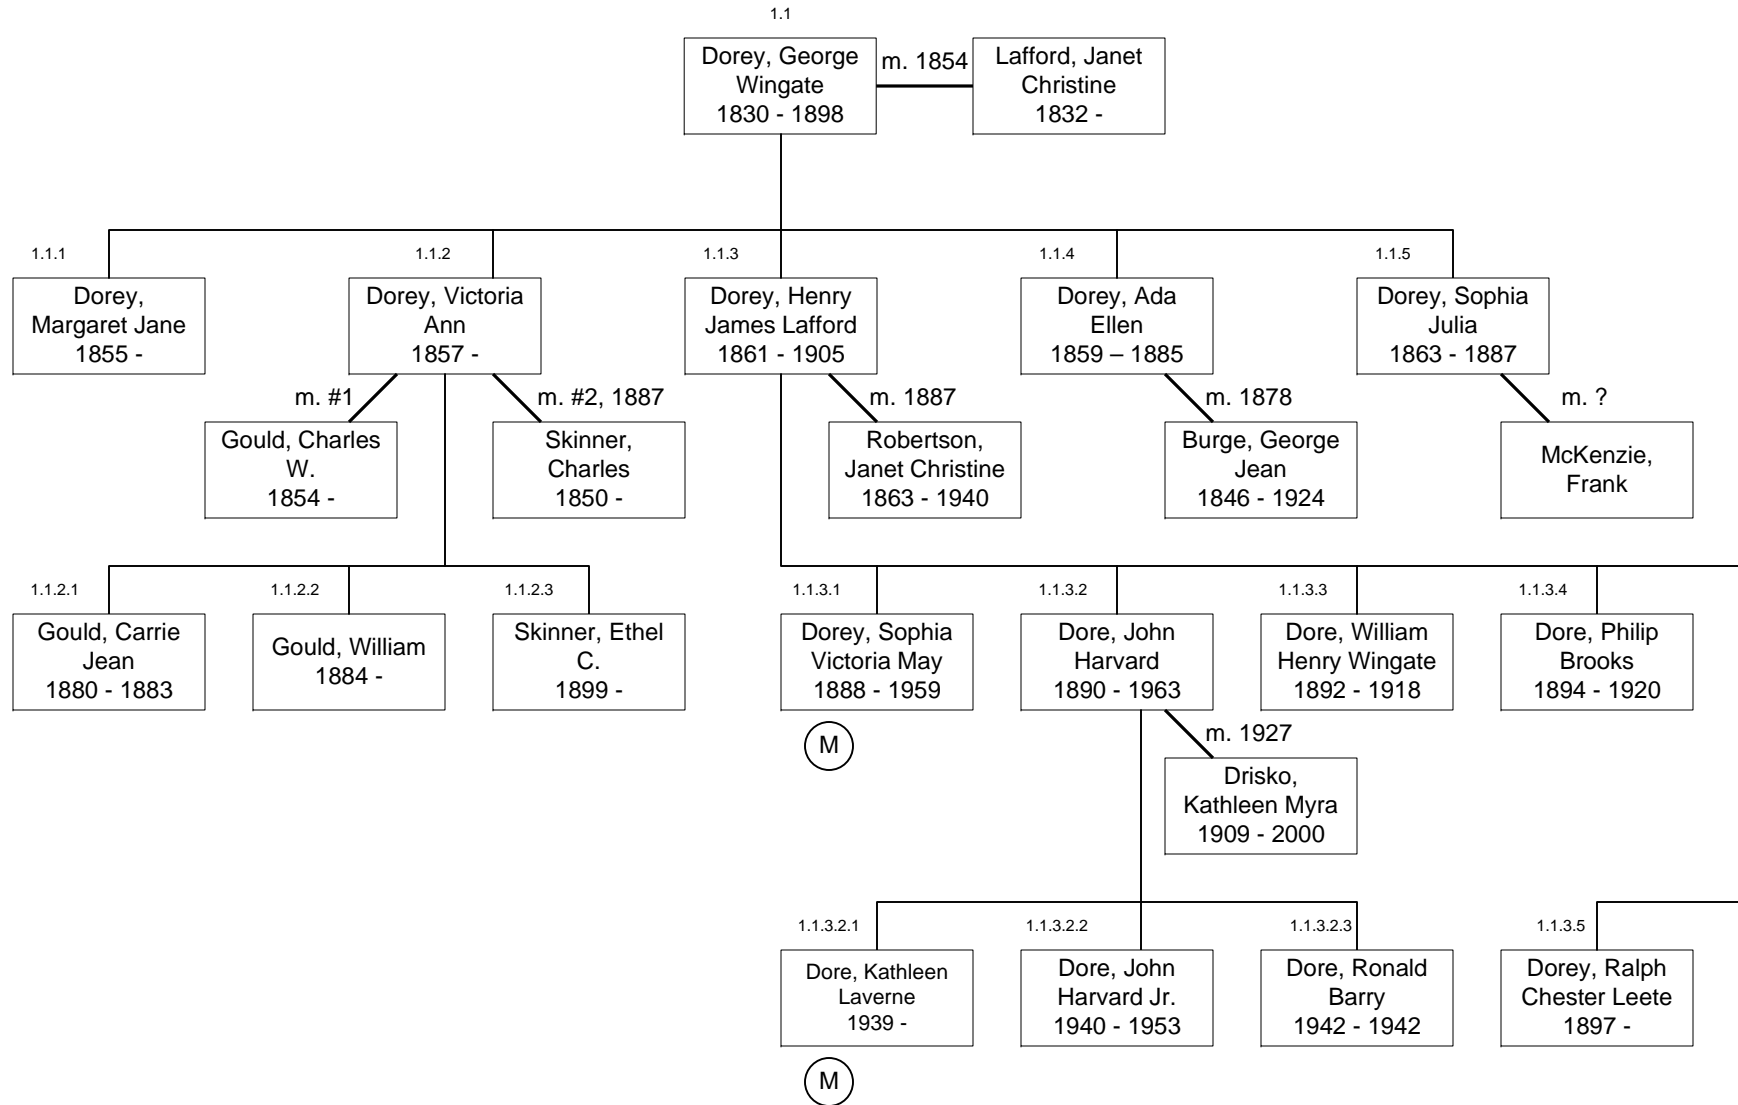 1.1
Dorey, George
Wingate
1830 - 1898
m. 1854
Lafford, Janet
Christine
1832 -
1.1.1
Dorey,
Margaret Jane
1855 -
1.1.2
Dorey, Victoria
Ann
1857 -
1.1.3
Dorey, Henry
James Lafford
1861 - 1905
1.1.4
Dorey, Ada
Ellen
1859 – 1885
1.1.5
Dorey, Sophia
Julia
1863 - 1887
m. #1
Gould, Charles
W.
1854 -
m. #2, 1887
Skinner,
Charles
1850 -
m. 1887
Robertson,
Janet Christine
1863 - 1940
m. 1878
Burge, George
Jean
1846 - 1924
m. ?
McKenzie,
Frank
1.1.2.1
Gould, Carrie
Jean
1880 - 1883
1.1.2.2
Gould, William
1884 -
1.1.2.3
Skinner, Ethel
C.
1899 -
1.1.3.1
Dorey, Sophia
Victoria May
1888 - 1959
M
1.1.3.2
Dore, John
Harvard
1890 - 1963
1.1.3.3
Dore, William
Henry Wingate
1892 - 1918
1.1.3.4
Dore, Philip
Brooks
1894 - 1920
m. 1927
Drisko,
Kathleen Myra
1909 - 2000
1.1.3.2.1
Dore, Kathleen
Laverne
1939 -
M
1.1.3.2.2
Dore, John
Harvard Jr.
1940 - 1953
1.1.3.2.3
Dore, Ronald
Barry
1942 - 1942
1.1.3.5
Dorey, Ralph
Chester Leete
1897 -